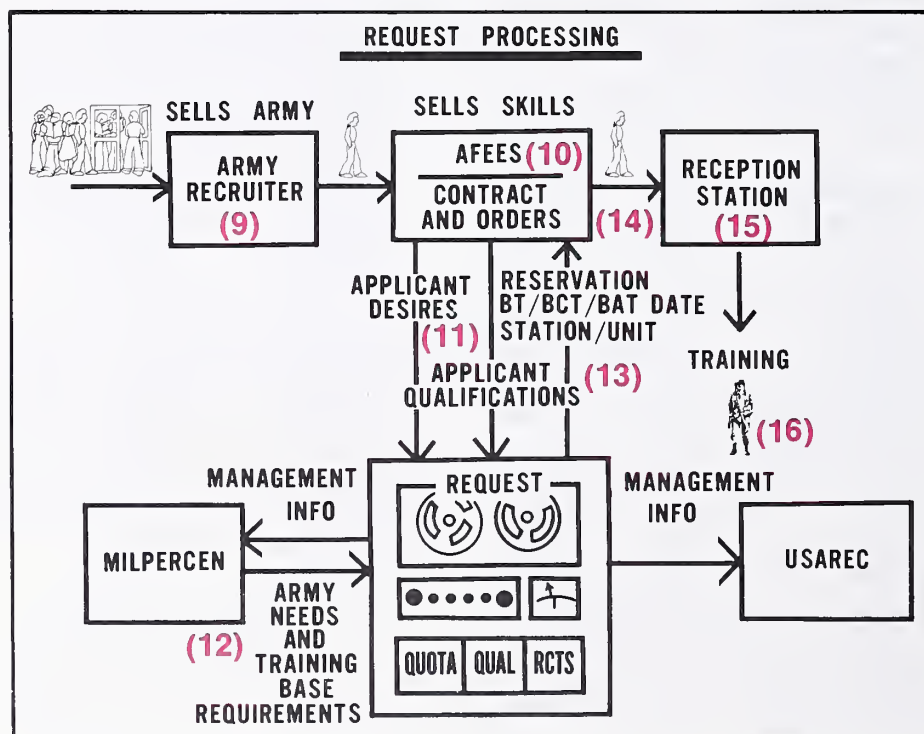 REQUEST PROCESSING
SELLS ARMY
SELLS SKILLS
ARMY
RECRUITER
(9)
AFEES (10)
CONTRACT
AND ORDERS
(14)
RECEPTION
STATION
(15)
APPLICANT
DESIRES
(11)
RESERVATION
BT/BCT/BAT DATE
STATION/UNIT
(13)
APPLICANT
QUALIFICATIONS
TRAINING
(16)
MANAGEMENT
INFO
REQUEST
MANAGEMENT
INFO
MILPERCEN
(12)
USAREC
ARMY
NEEDS
AND
TRAINING
BASE
REQUIREMENTS
QUOTA
QUAL
RCTS